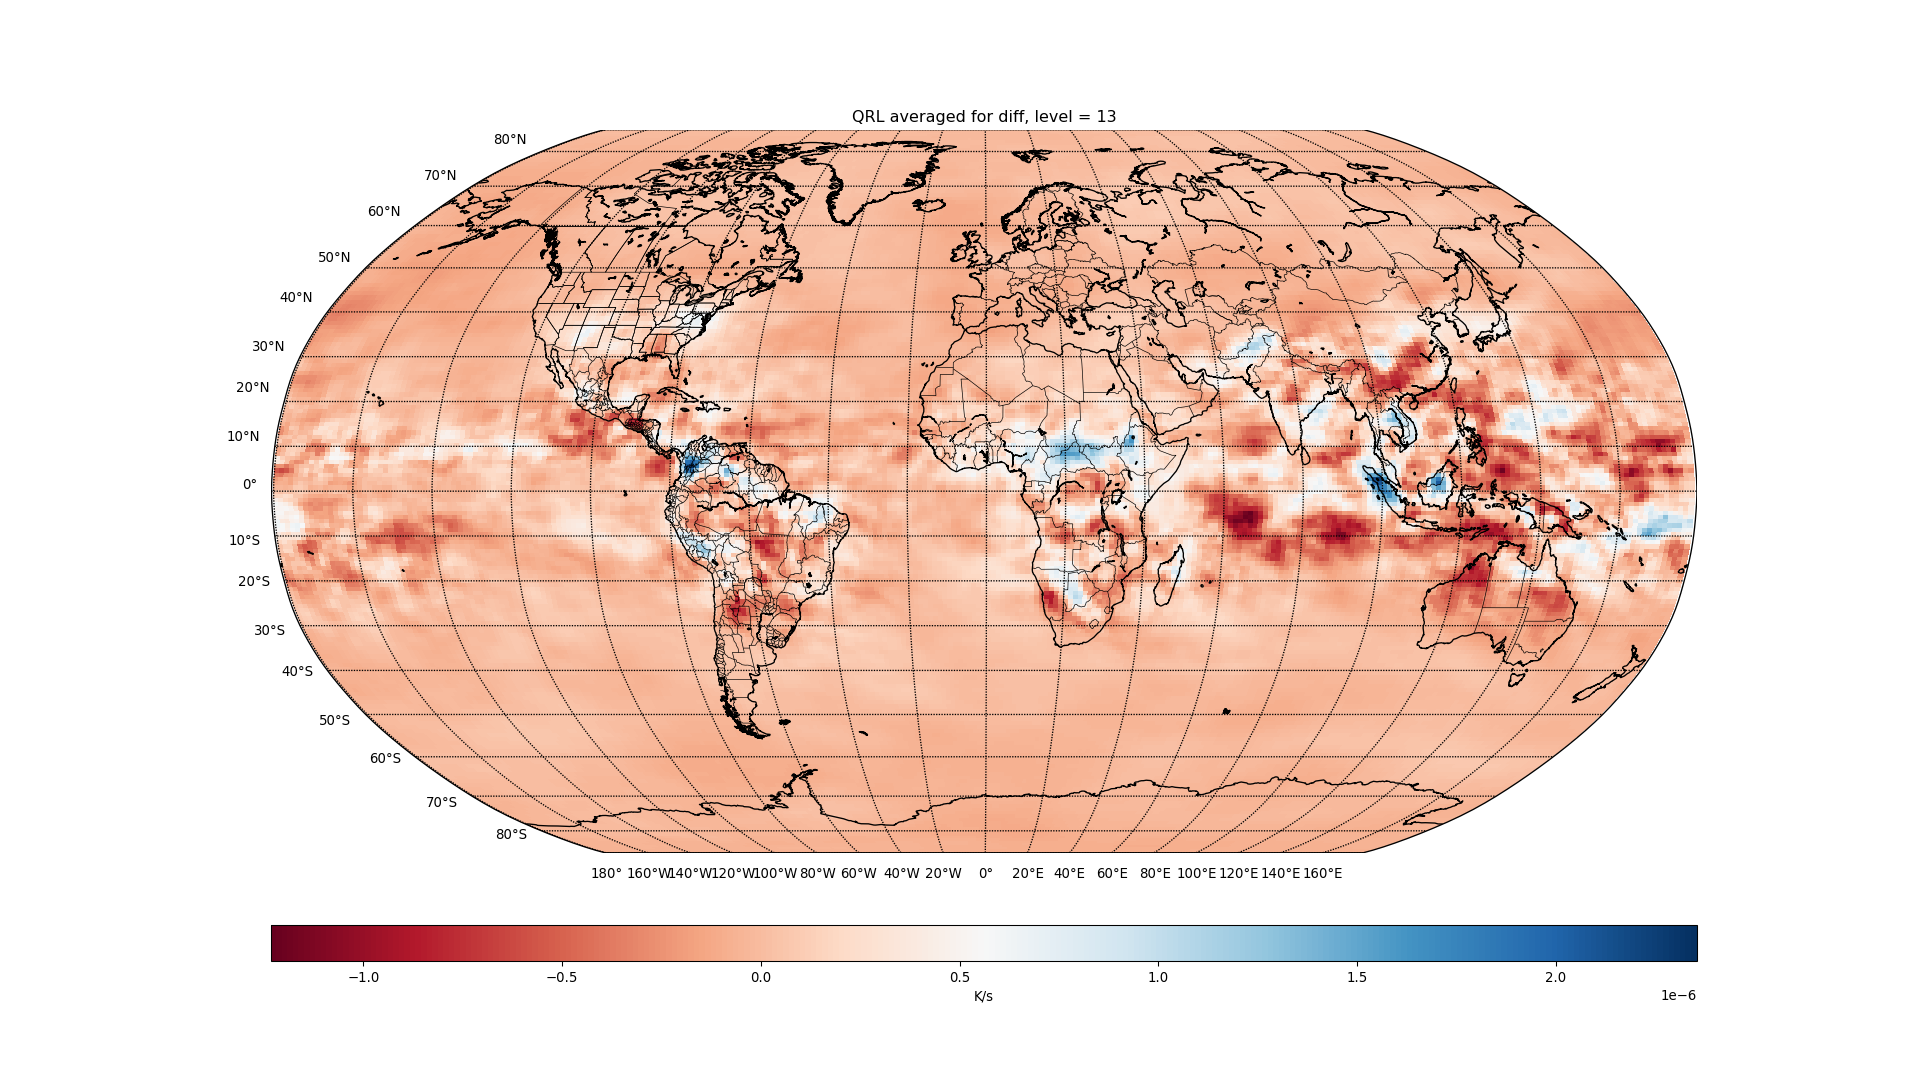 QRL averaged for diff, level = 13
80°N
70°N
60°N
50°N
40°N
30°N
20°N
10°N
0°
10°S
20°S
30°S
40°S
50°S
60°S
70°S
80°S
180° 160°W 140°W 120°W 100°W 80°W 60°W 40°W 20°W 0° 20°E 40°E 60°E 80°E 100°E 120°E 140°E 160°E
−1.0 −0.5 0.0 0.5 1.0 1.5 2.0
K/s 1e−6